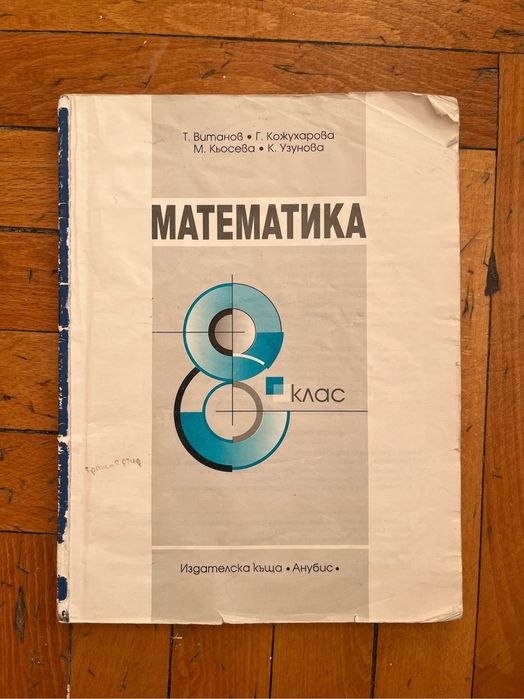 Т. Витанов • Г. Кожухарова
М. Кьосева • К. Узунова
МАТЕМАТИКА
8. клас
Издателска къща • Анубис •